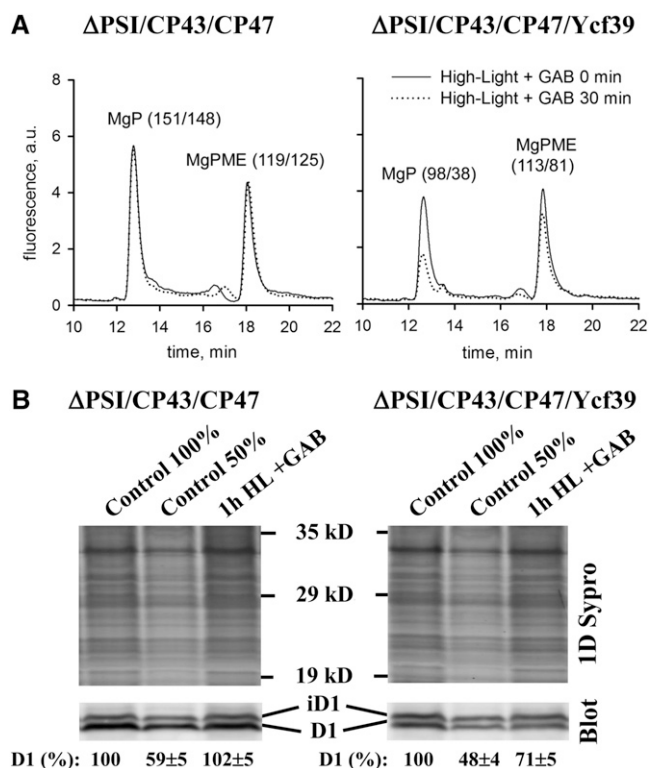 A
ΔPSI/CP43/CP47
ΔPSI/CP43/CP47/Ycf39
fluorescence, a.u.
8
6
4
2
0
MgP (151/148)
MgPME (119/125)
10 12 14 16 18 20 22
time, min
High-Light + GAB 0 min
High-Light + GAB 30 min
MgP (98/38)
MgPME
(113/81)
10 12 14 16 18 20 22
time, min
B
ΔPSI/CP43/CP47
ΔPSI/CP43/CP47/Ycf39
Control 100%
Control 50%
1h HL +GAB
Control 100%
Control 50%
1h HL +GAB
35 kD
29 kD
19 kD
1D Sypro
iD1
D1
Blot
D1 (%): 100 59±5 102±5
D1 (%): 100 48±4 71±5